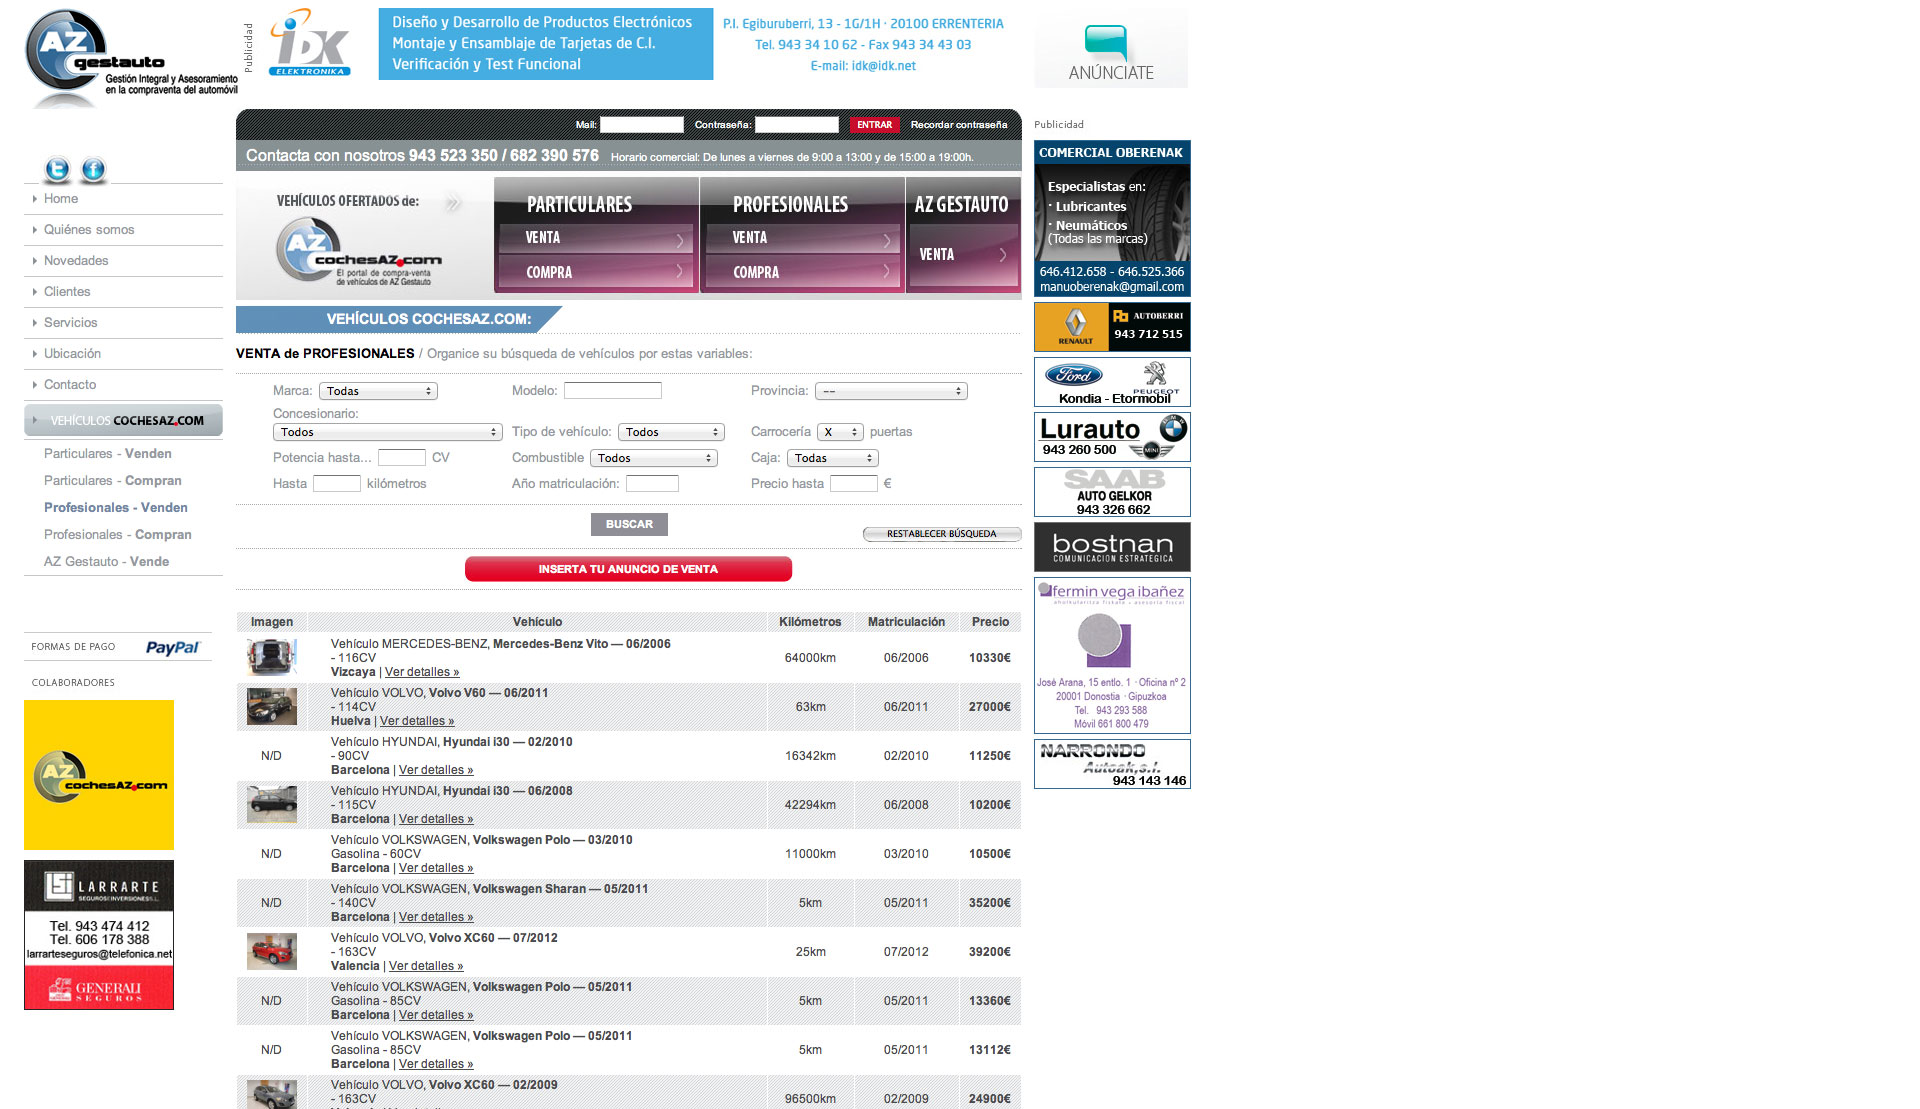 AZ gestauto
Gestión Integral y Asesoramiento
en la compraventa del automóvil
Publicidad
iDK
ELEKTRONIKA
Diseño y Desarrollo de Productos Electrónicos
Montaje y Ensamblaje de Tarjetas de C.I.
Verificación y Test Funcional
P.I. Egiburuberri, 13 - 1G/1H · 20100 ERRENTERIA
Tel. 943 34 10 62 - Fax 943 34 43 03
E-mail: idk@idk.net
ANÚNCIATE
Mail:
Contraseña:
ENTRAR
Recordar contraseña
Contacta con nosotros 943 523 350 / 682 390 576 Horario comercial: De lunes a viernes de 9:00 a 13:00 y de 15:00 a 19:00h.
VEHÍCULOS OFERTADOS de:
AZ cochesAZ.com
El portal de compra-venta
de vehículos de AZ Gestauto
PARTICULARES
VENTA
COMPRA
PROFESIONALES
VENTA
COMPRA
AZ GESTAUTO
VENTA
Home
Quiénes somos
Novedades
Clientes
Servicios
Ubicación
Contacto
VEHÍCULOS COCHESAZ.COM
Particulares - Venden
Particulares - Compran
Profesionales - Venden
Profesionales - Compran
AZ Gestauto - Vende
FORMAS DE PAGO PayPal
COLABORADORES
AZ cochesAZ.com
LSi LARRARTE
SEGUROS E INVERSIONES S.L.
Tel. 943 474 412
Tel. 606 178 388
larrarteseguros@telefonica.net
GENERALI
SEGUROS
VEHÍCULOS COCHESAZ.COM:
VENTA de PROFESIONALES / Organice su búsqueda de vehículos por estas variables:
Marca: Todas Modelo: Provincia: --
Concesionario:
Todos Tipo de vehículo: Todos Carrocería X puertas
Potencia hasta... CV Combustible Todos Caja: Todas
Hasta kilómetros Año matriculación: Precio hasta €
BUSCAR
RESTABLECER BÚSQUEDA
INSERTA TU ANUNCIO DE VENTA
Imagen Vehículo Kilómetros Matriculación Precio
Vehículo MERCEDES-BENZ, Mercedes-Benz Vito — 06/2006
- 116CV 64000km 06/2006 10330€
Vizcaya | Ver detalles »
Vehículo VOLVO, Volvo V60 — 06/2011
- 114CV 63km 06/2011 27000€
Huelva | Ver detalles »
Vehículo HYUNDAI, Hyundai i30 — 02/2010
N/D - 90CV 16342km 02/2010 11250€
Barcelona | Ver detalles »
Vehículo HYUNDAI, Hyundai i30 — 06/2008
- 115CV 42294km 06/2008 10200€
Barcelona | Ver detalles »
Vehículo VOLKSWAGEN, Volkswagen Polo — 03/2010
N/D Gasolina - 60CV 11000km 03/2010 10500€
Barcelona | Ver detalles »
Vehículo VOLKSWAGEN, Volkswagen Sharan — 05/2011
N/D - 140CV 5km 05/2011 35200€
Barcelona | Ver detalles »
Vehículo VOLVO, Volvo XC60 — 07/2012
- 163CV 25km 07/2012 39200€
Valencia | Ver detalles »
Vehículo VOLKSWAGEN, Volkswagen Polo — 05/2011
N/D Gasolina - 85CV 5km 05/2011 13360€
Barcelona | Ver detalles »
Vehículo VOLKSWAGEN, Volkswagen Polo — 05/2011
N/D Gasolina - 85CV 5km 05/2011 13112€
Barcelona | Ver detalles »
Vehículo VOLVO, Volvo XC60 — 02/2009
- 163CV 96500km 02/2009 24900€
Publicidad
COMERCIAL OBERENAK
Especialistas en:
· Lubricantes
· Neumáticos
(Todas las marcas)
646.412.658 - 646.525.366
manuoberenak@gmail.com
RENAULT
AUTOBERRI
943 712 515
Ford PEUGEOT
Kondia - Etormobil
Lurauto
943 260 500 MINI
SAAB
AUTO GELKOR
943 326 662
bostnan
COMUNICACION ESTRATEGICA
fermin vega ibañez
aholkularitza fiskala - asesoría fiscal
José Arana, 15 entlo. 1 · Oficina nº 2
20001 Donostia · Gipuzkoa
Tel. 943 293 588
Móvil 661 800 479
NARRONDO
Autoak,s.l.
943 143 146